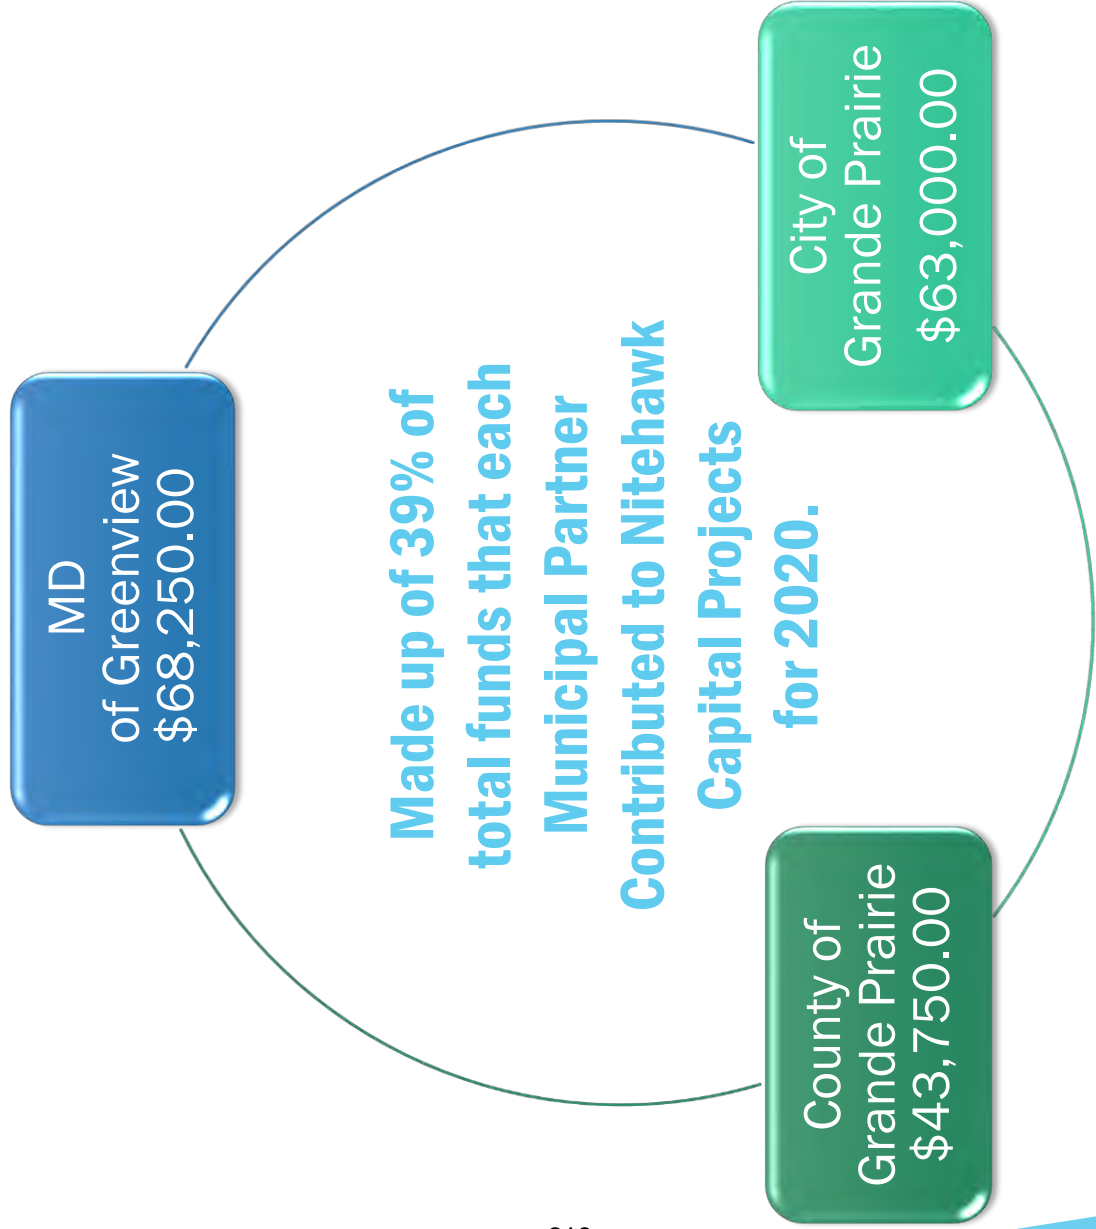 MD
of Greenview
$68,250.00
Made up of 39% of
total funds that each
Municipal Partner
Contributed to Nitehawk
Capital Projects
for 2020.
County of
Grande Prairie
$43,750.00
City of
Grande Prairie
$63,000.00